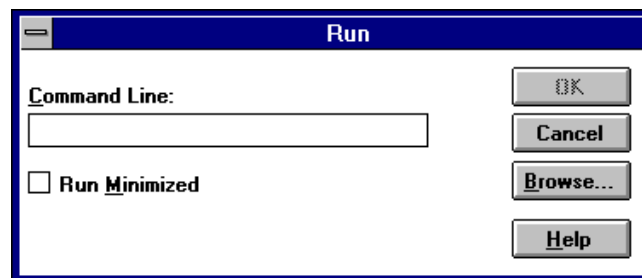 Run
Command Line:
OK
Cancel
Run Minimized
Browse...
Help